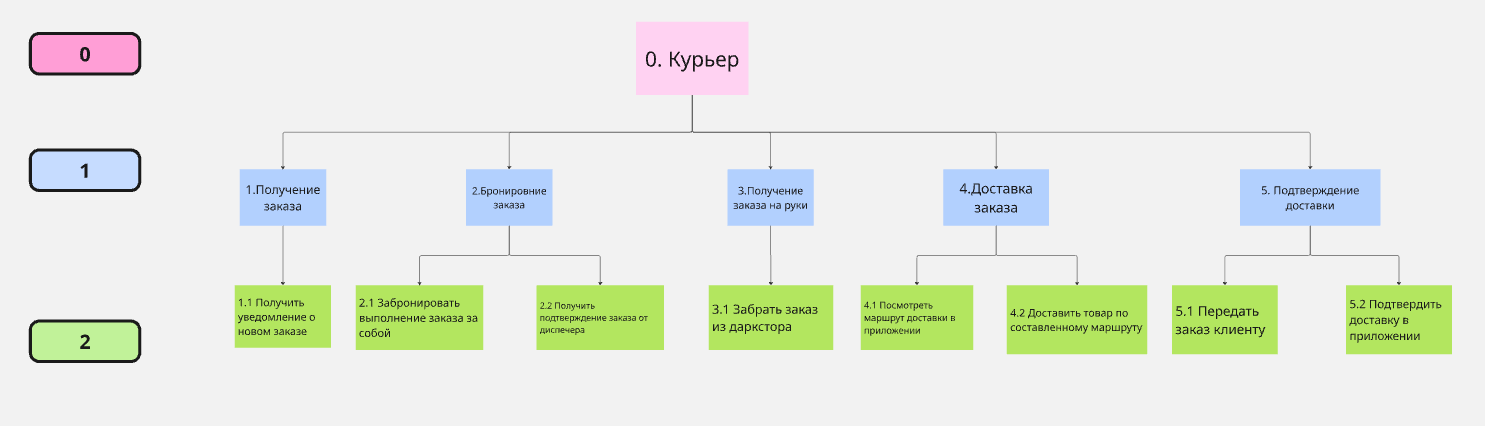 0
0. Курьер
1
1.Получение
заказа
2.Бронировние
заказа
3.Получение
заказа на руки
4.Доставка
заказа
5. Подтверждение
доставки
2
1.1 Получить
уведомление о
новом заказе
2.1 Забронировать
выполнение заказа за
собой
2.2 Получить
подтверждение заказа от
диспечера
3.1 Забрать заказ
из даркстора
4.1 Посмотреть
маршрут доставки в
приложении
4.2 Доставить товар по
составленному маршруту
5.1 Передать
заказ клиенту
5.2 Подтвердить
доставку в
приложении